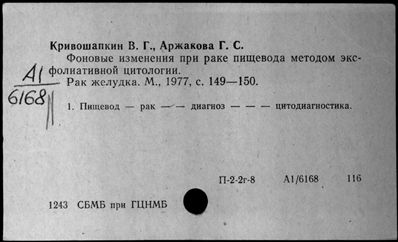 Кривошапкин В. Г., Аржакова Г. С.
Фоновые изменения при раке пищевода методом экс-
фолиативной цитологии.
Рак желудка. М., 1977, с. 149—150.
А1
6168
1. Пищевод — рак — — диагноз — — — цитодиагностика.
П-2-2г-8 А1/6168 116
1243 СБМБ при ГЦНМБ